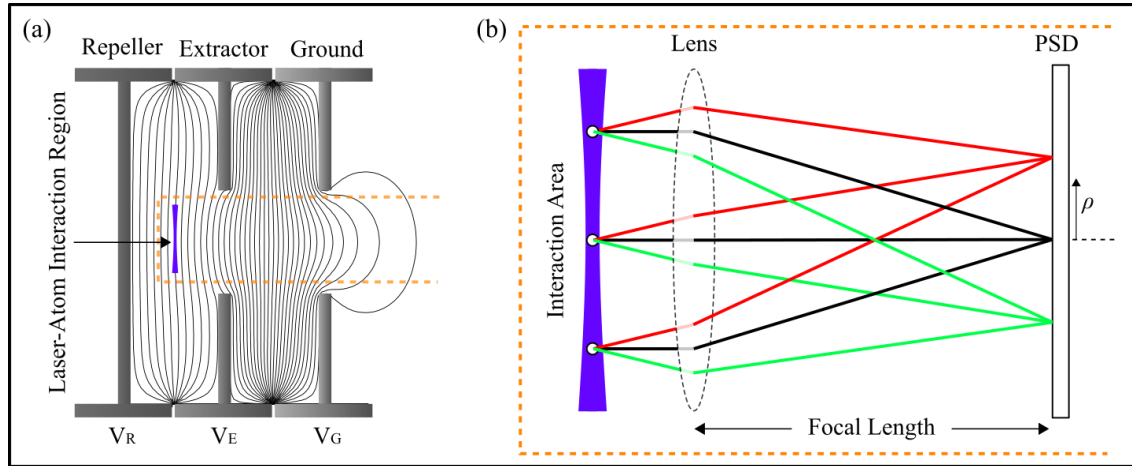 (a)
Repeller Extractor Ground
Laser-Atom Interaction Region
VR VE VG
(b)
Lens PSD
Interaction Area
ρ
Focal Length